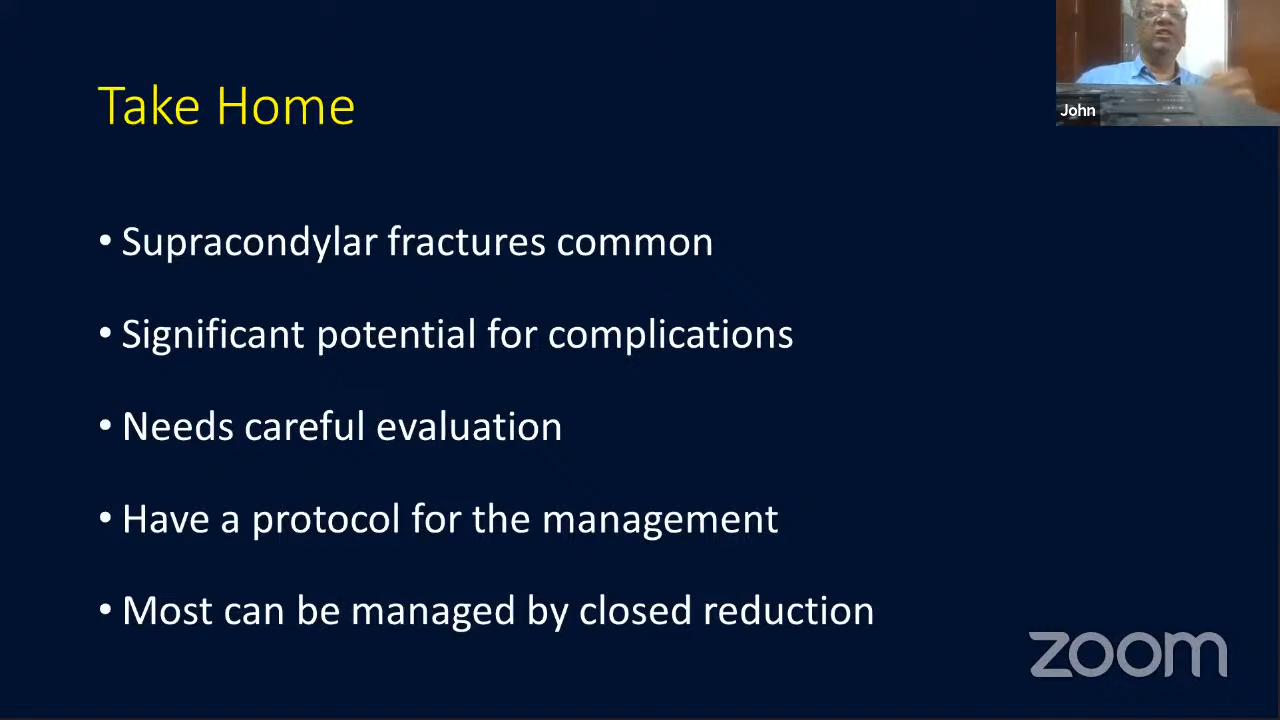 Take Home
John
• Supracondylar fractures common
• Significant potential for complications
• Needs careful evaluation
• Have a protocol for the management
• Most can be managed by closed reduction
zoom